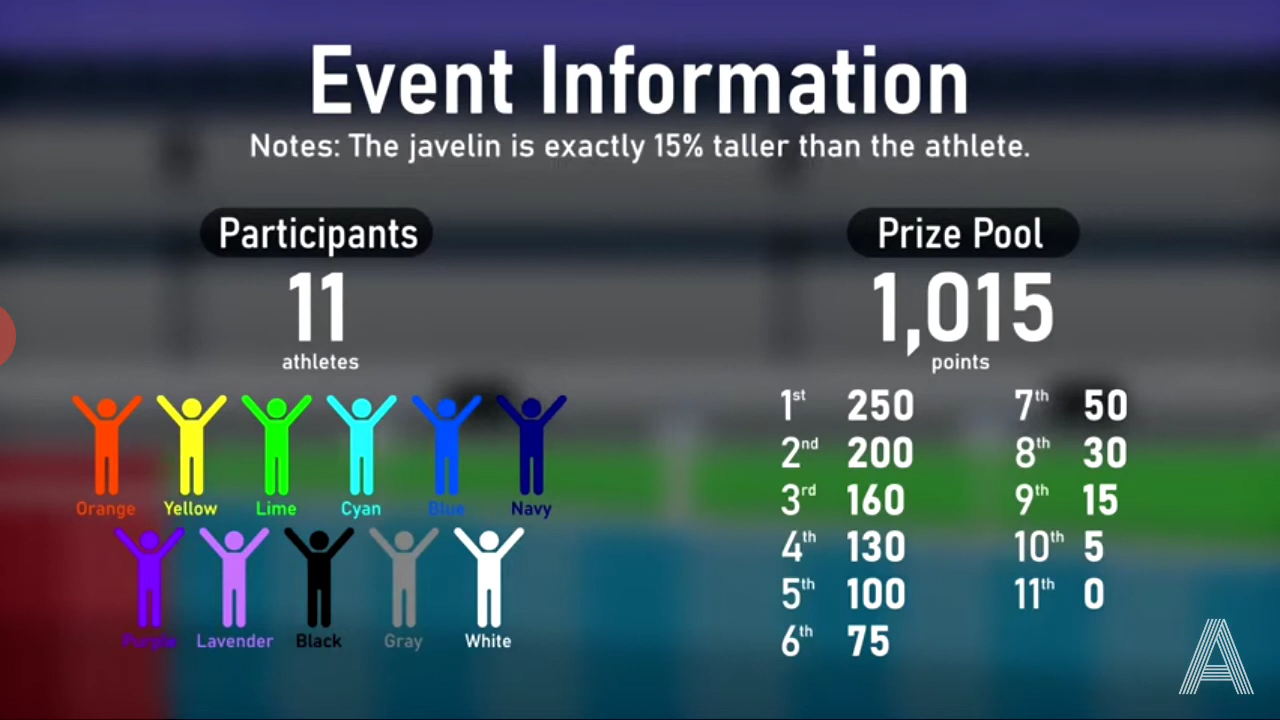 Event Information
Notes: The javelin is exactly 15% taller than the athlete.
Participants
11
athletes
Orange Yellow Lime Cyan Blue Navy
Purple Lavender Black Gray White
Prize Pool
1,015
points
1st 250
2nd 200
3rd 160
4th 130
5th 100
6th 75
7th 50
8th 30
9th 15
10th 5
11th 0
A